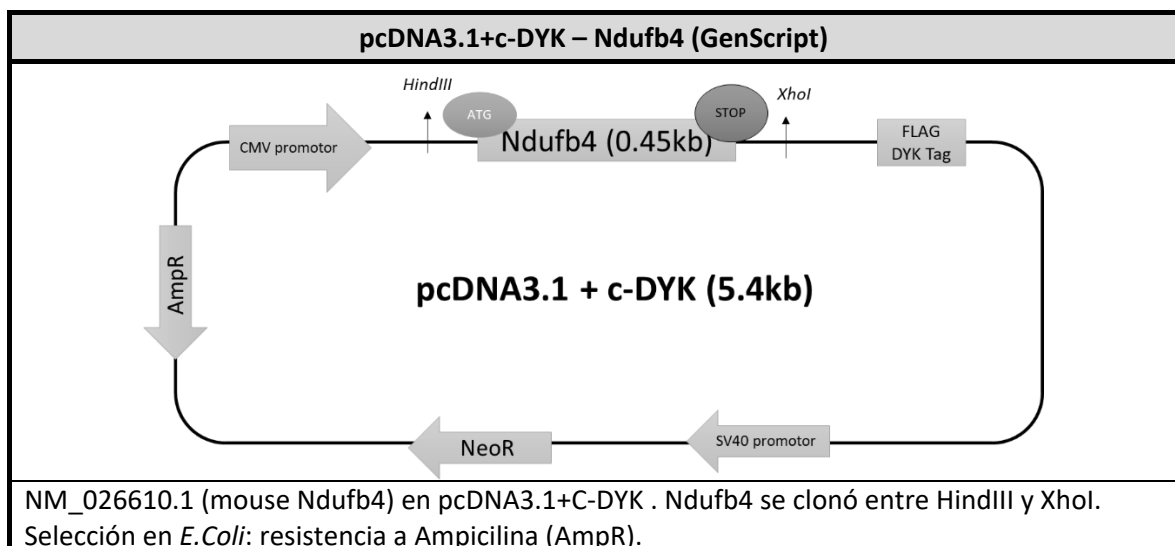 pcDNA3.1+c-DYK – Ndufb4 (GenScript)
HindIII
XhoI
ATG
STOP
CMV promotor
Ndufb4 (0.45kb)
FLAG
DYK Tag
AmpR
pcDNA3.1 + c-DYK (5.4kb)
NeoR
SV40 promotor
NM_026610.1 (mouse Ndufb4) en pcDNA3.1+C-DYK . Ndufb4 se clonó entre HindIII y XhoI.
Selección en E.Coli: resistencia a Ampicilina (AmpR).